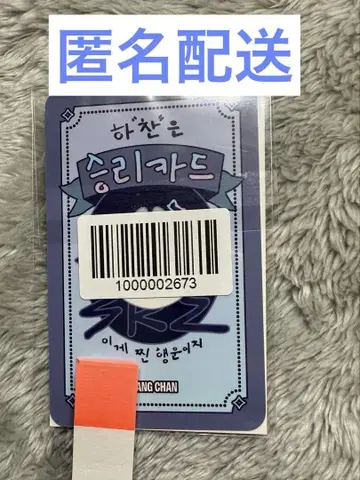 匿名配送
하"찬"은
승리카드
1000002673
SKZ
이게 찐 행운이지
ANG CHAN